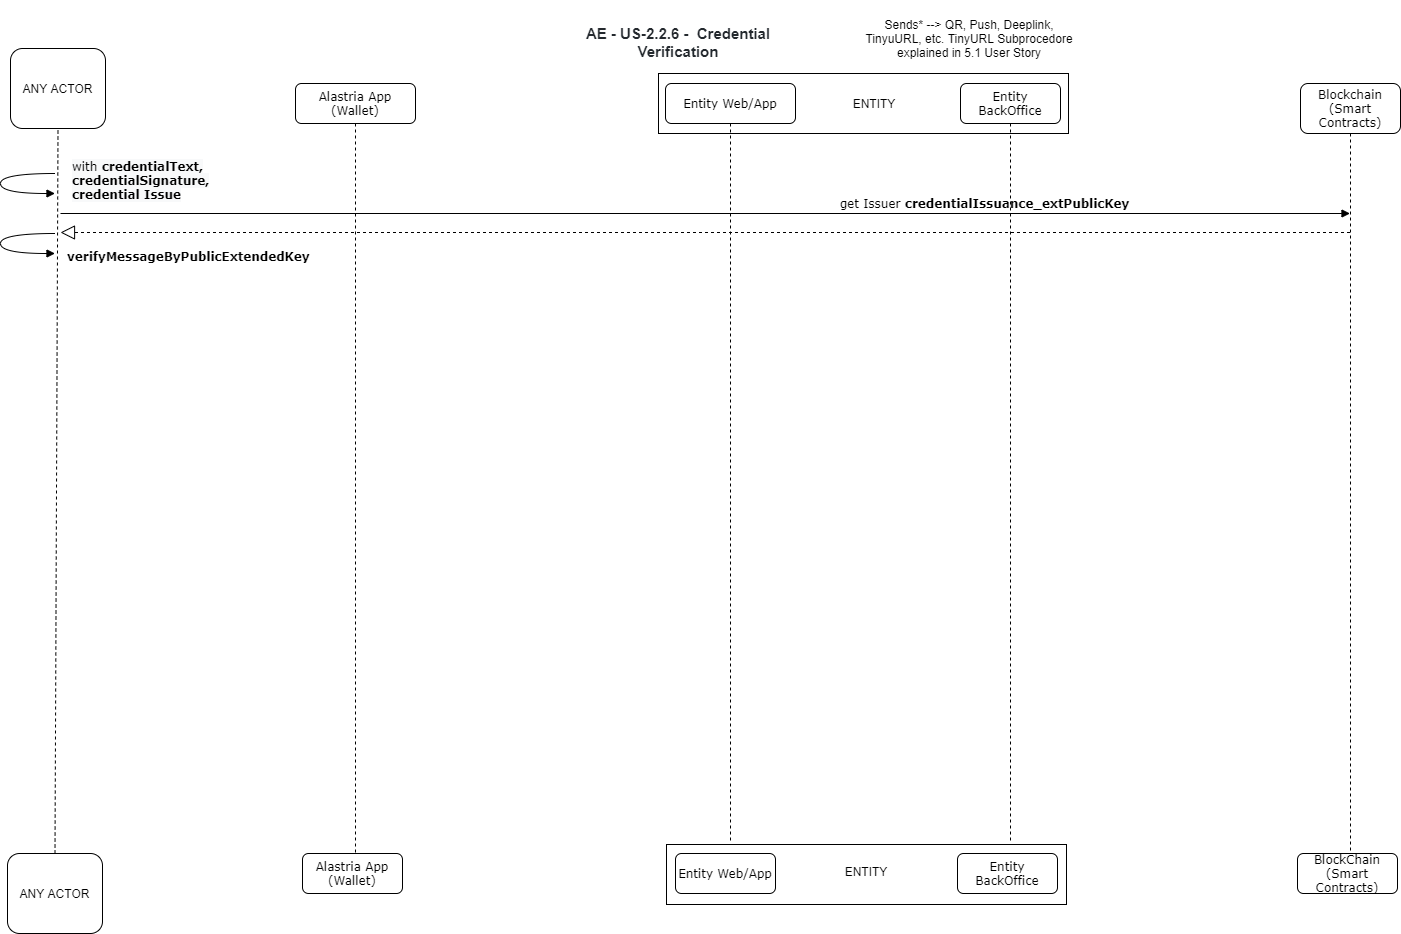 AE - US-2.2.6 - Credential
Verification
Sends* --> QR, Push, Deeplink,
TinyuURL, etc. TinyURL Subprocedore
explained in 5.1 User Story
ANY ACTOR
Alastria App
(Wallet)
Entity Web/App
ENTITY
Entity
BackOffice
Blockchain
(Smart
Contracts)
with credentialText,
credentialSignature,
credential Issue
get Issuer credentialIssuance_extPublicKey
verifyMessageByPublicExtendedKey
ANY ACTOR
Alastria App
(Wallet)
Entity Web/App
ENTITY
Entity
BackOffice
BlockChain
(Smart
Contracts)